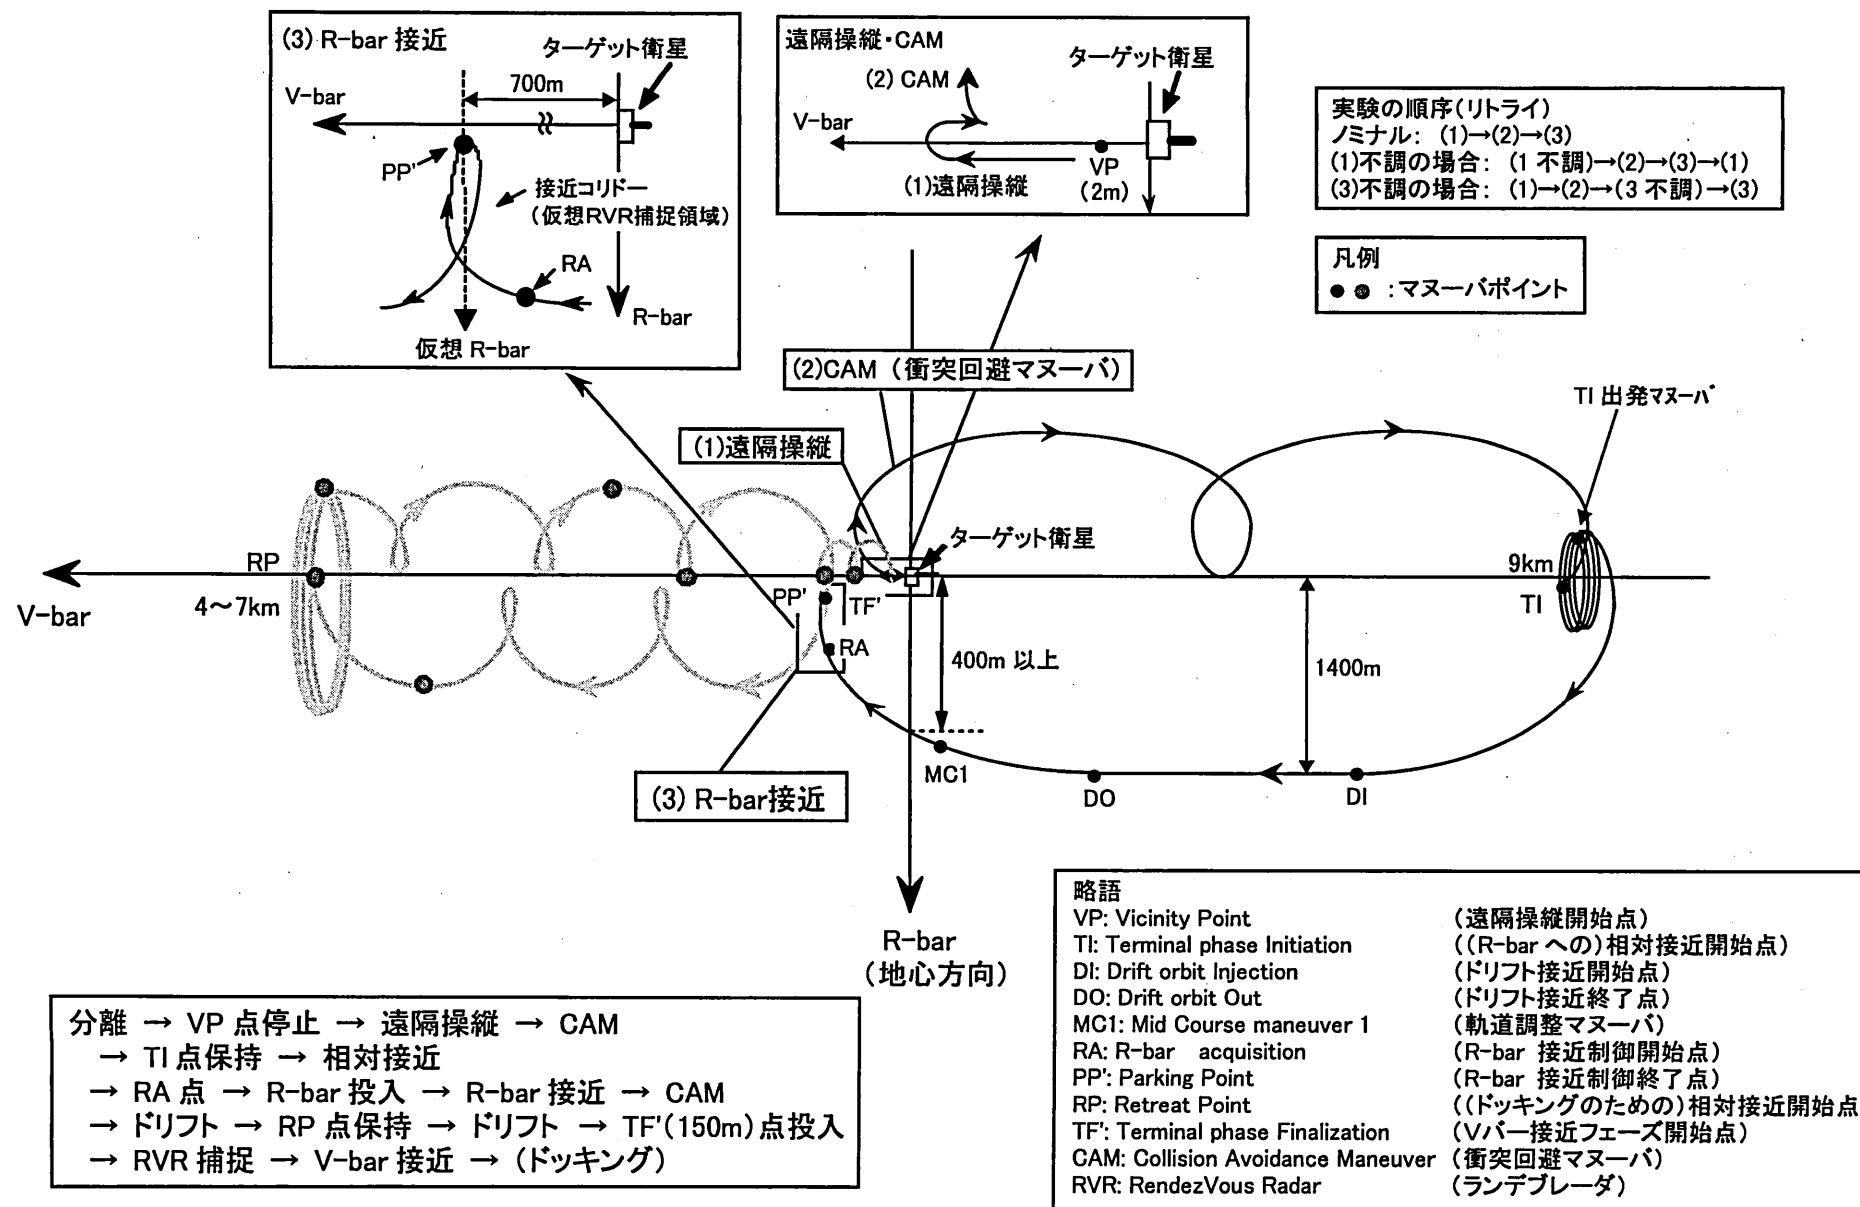 (3) R-bar 接近
ターゲット衛星
V-bar
700m
PP'
接近コリドー
(仮想RVR捕捉領域)
RA
R-bar
仮想 R-bar
遠隔操縦・CAM
ターゲット衛星
(2) CAM
V-bar
VP
(2m)
(1)遠隔操縦
実験の順序(リトライ)
ノミナル: (1)→(2)→(3)
(1)不調の場合: (1 不調)→(2)→(3)→(1)
(3)不調の場合: (1)→(2)→(3 不調)→(3)
凡例
:マヌーバポイント
(2)CAM (衝突回避マヌーバ)
TI 出発マヌーバ
(1)遠隔操縦
ターゲット衛星
RP
9km
V-bar
4～7km
PP'
TF'
TI
RA
400m 以上
1400m
MC1
DO
DI
(3) R-bar接近
R-bar
(地心方向)
分離 → VP 点停止 → 遠隔操縦 → CAM
→ TI 点保持 → 相対接近
→ RA 点 → R-bar 投入 → R-bar 接近 → CAM
→ ドリフト → RP 点保持 → ドリフト → TF'(150m)点投入
→ RVR 捕捉 → V-bar 接近 → (ドッキング)
略語
VP: Vicinity Point (遠隔操縦開始点)
TI: Terminal phase Initiation ((R-bar への)相対接近開始点)
DI: Drift orbit Injection (ドリフト接近開始点)
DO: Drift orbit Out (ドリフト接近終了点)
MC1: Mid Course maneuver 1 (軌道調整マヌーバ)
RA: R-bar acquisition (R-bar 接近制御開始点)
PP': Parking Point (R-bar 接近制御終了点)
RP: Retreat Point ((ドッキングのための)相対接近開始点
TF': Terminal phase Finalization (Vバー接近フェーズ開始点)
CAM: Collision Avoidance Maneuver (衝突回避マヌーバ)
RVR: RendezVous Radar (ランデブレーダ)